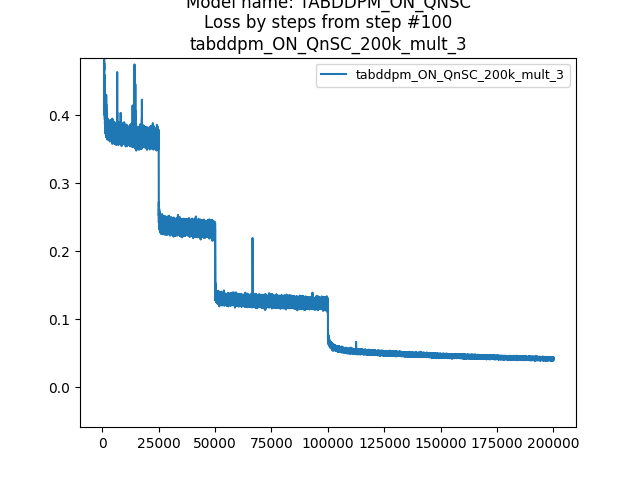 Model name: TABDDPM_ON_QNSC
Loss by steps from step #100
tabddpm_ON_QnSC_200k_mult_3
tabddpm_ON_QnSC_200k_mult_3
0.4
0.3
0.2
0.1
0.0
0 25000 50000 75000 100000 125000 150000 175000 200000